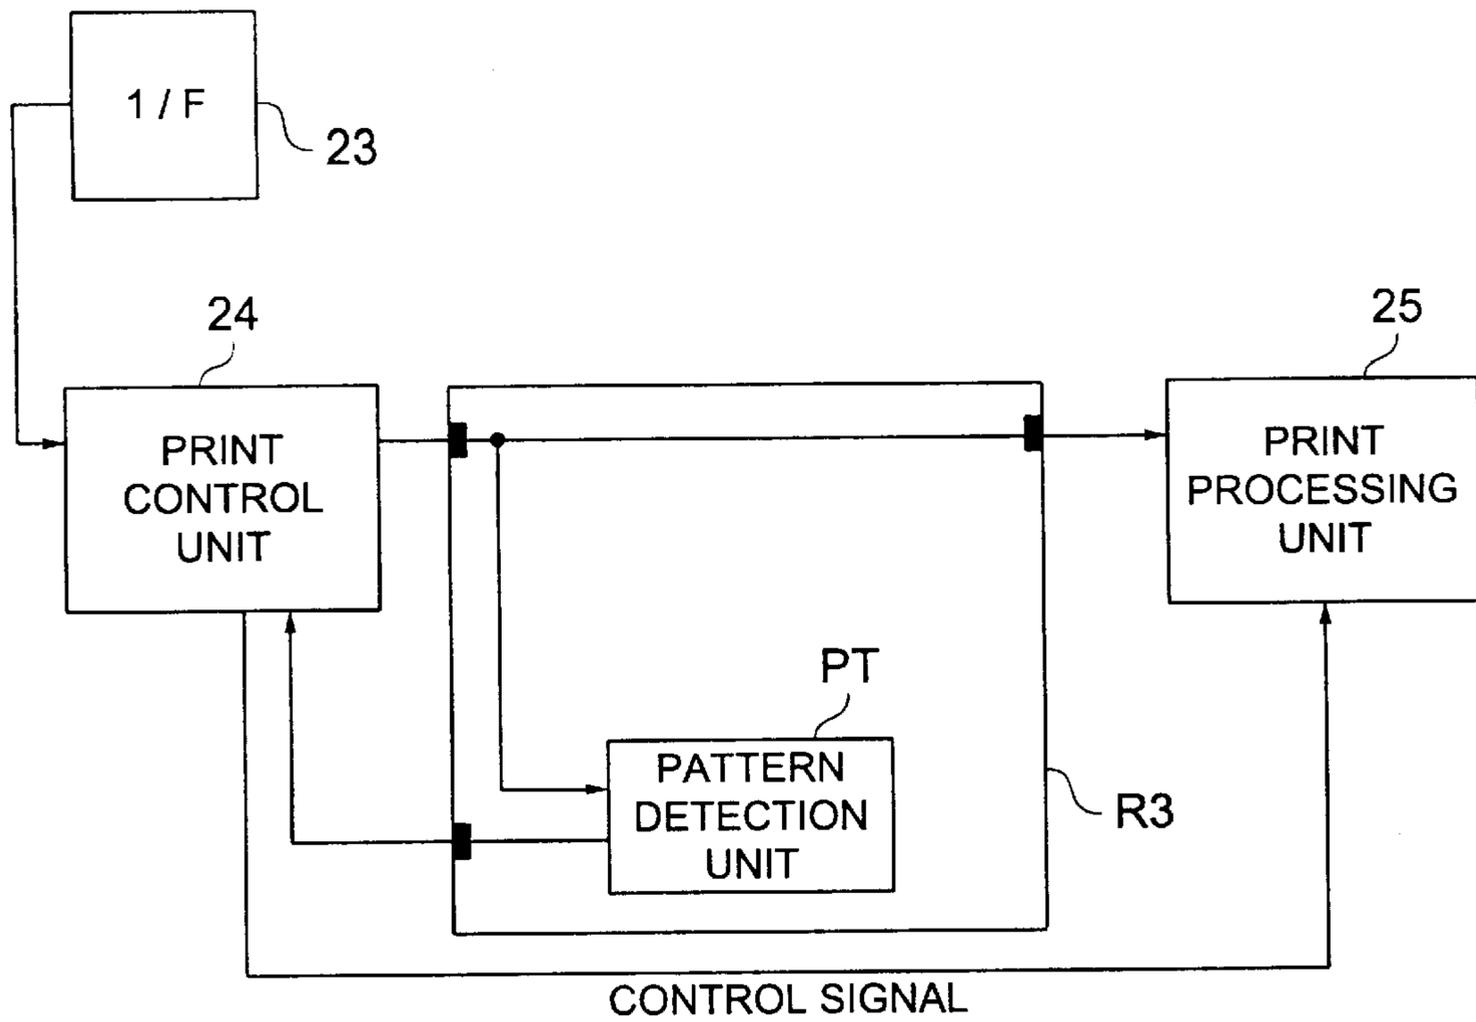 1 / F
23
24
PRINT
CONTROL
UNIT
25
PRINT
PROCESSING
UNIT
PT
PATTERN
DETECTION
UNIT
R3
CONTROL SIGNAL